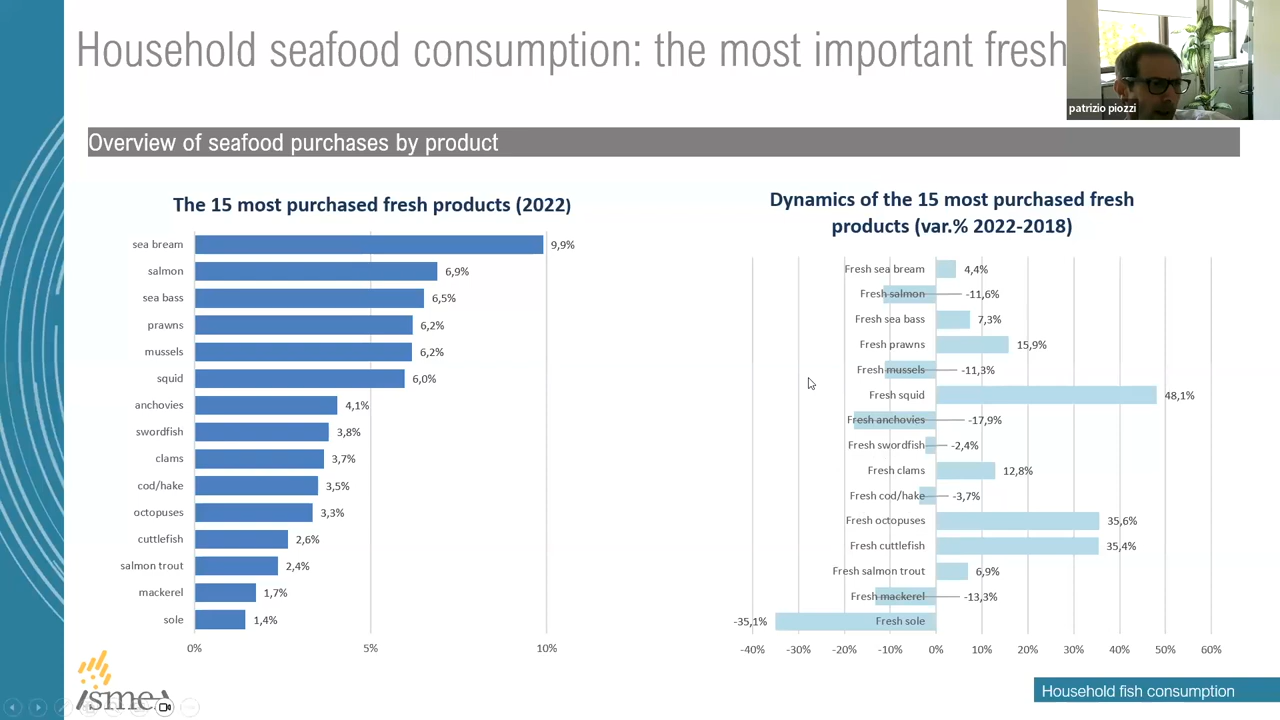 Household seafood consumption: the most important fresh
patrizio piozzi
Overview of seafood purchases by product
The 15 most purchased fresh products (2022)
sea bream 9,9%
salmon 6,9%
sea bass 6,5%
prawns 6,2%
mussels 6,2%
squid 6,0%
anchovies 4,1%
swordfish 3,8%
clams 3,7%
cod/hake 3,5%
octopuses 3,3%
cuttlefish 2,6%
salmon trout 2,4%
mackerel 1,7%
sole 1,4%
0% 5% 10%
Dynamics of the 15 most purchased fresh
products (var.% 2022-2018)
Fresh sea bream 4,4%
Fresh salmon -11,6%
Fresh sea bass 7,3%
Fresh prawns 15,9%
Fresh mussels -11,3%
Fresh squid 48,1%
Fresh anchovies -17,9%
Fresh swordfish -2,4%
Fresh clams 12,8%
Fresh cod/hake -3,7%
Fresh octopuses 35,6%
Fresh cuttlefish 35,4%
Fresh salmon trout 6,9%
Fresh mackerel -13,3%
-35,1% Fresh sole
-40% -30% -20% -10% 0% 10% 20% 30% 40% 50% 60%
isme
Household fish consumption